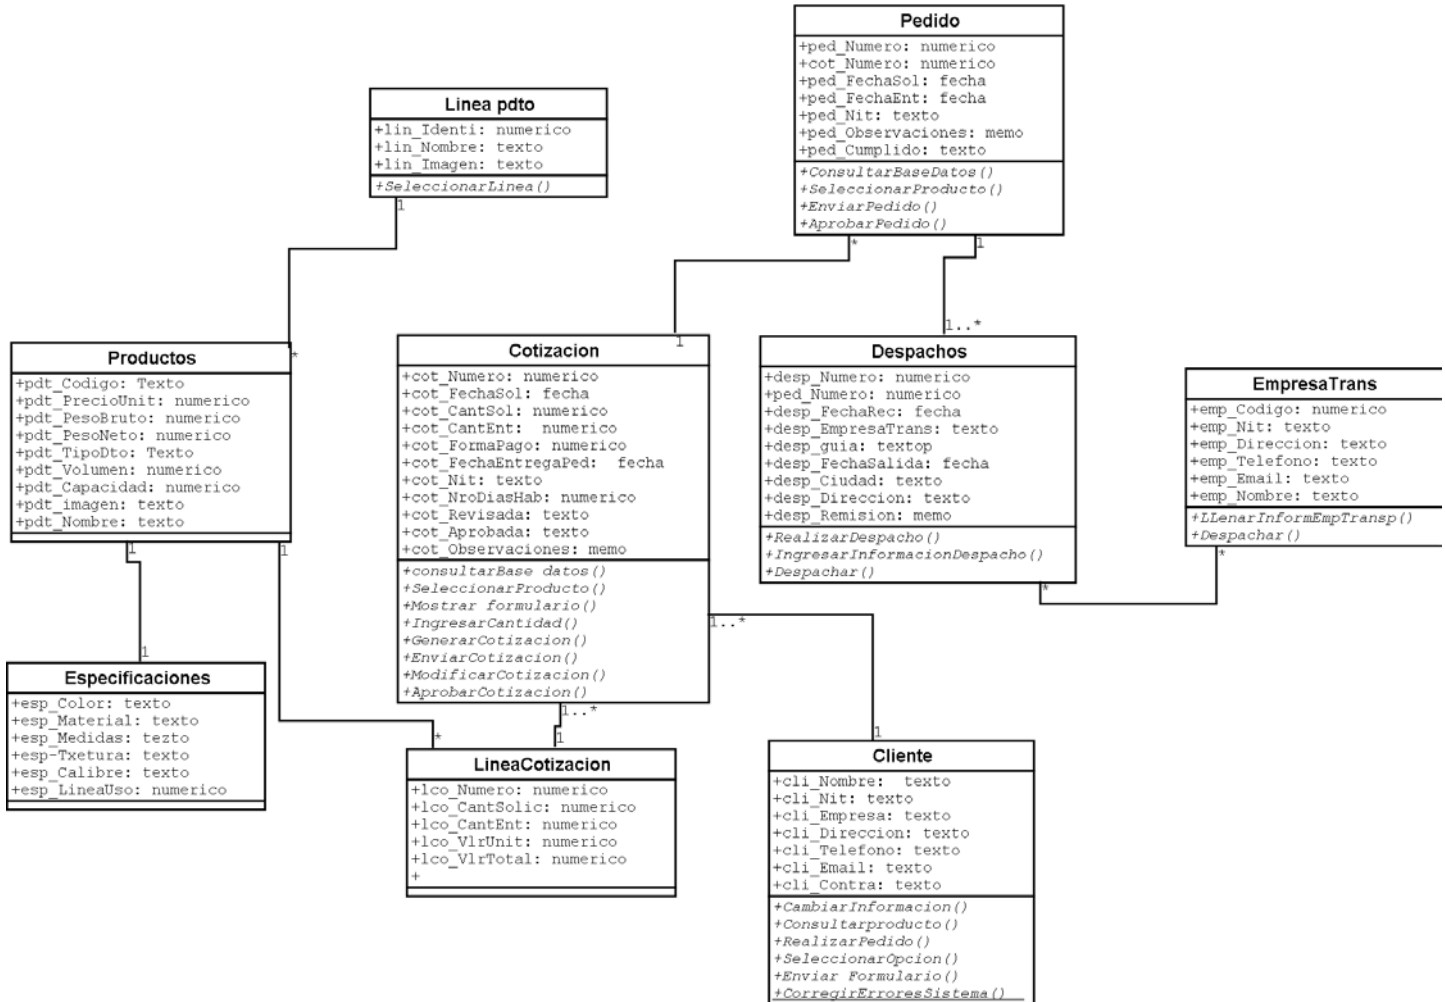 Pedido
+ped_Numero: numerico
+cot_Numero: numerico
+ped_FechaSol: fecha
+ped_FechaEnt: fecha
+ped_Nit: texto
+ped_Observaciones: memo
+ped_Cumplido: texto
+ConsultarBaseDatos()
+SeleccionarProducto()
+EnviarPedido()
+AprobarPedido()
*
1
Linea pdto
+lin_Identi: numerico
+lin_Nombre: texto
+lin_Imagen: texto
+SeleccionarLinea()
1
*
Productos
+pdt_Codigo: Texto
+pdt_PrecioUnit: numerico
+pdt_PesoBruto: numerico
+pdt_PesoNeto: numerico
+pdt_TipoDto: Texto
+pdt_Volumen: numerico
+pdt_Capacidad: numerico
+pdt_imagen: texto
+pdt_Nombre: texto
1
1
1
Cotizacion
+cot_Numero: numerico
+cot_FechaSol: fecha
+cot_CantSol: numerico
+cot_CantEnt: numerico
+cot_FormaPago: numerico
+cot_FechaEntregaPed: fecha
+cot_Nit: texto
+cot_NroDiasHab: numerico
+cot_Revisada: texto
+cot_Aprobada: texto
+cot_Observaciones: memo
+consultarBase datos()
+SeleccionarProducto()
+Mostrar formulario()
+IngresarCantidad()
+GenerarCotizacion()
+EnviarCotizacion()
+ModificarCotizacion()
+AprobarCotizacion()
1..*
1..*
1..*
Despachos
+desp_Numero: numerico
+ped_Numero: numerico
+desp_FechaRec: fecha
+desp_EmpresaTrans: texto
+desp_guia: textop
+desp_FechaSalida: fecha
+desp_Ciudad: texto
+desp_Direccion: texto
+desp_Remision: memo
+RealizarDespacho()
+IngresarInformacionDespacho()
+Despachar()
*
EmpresaTrans
+emp_Codigo: numerico
+emp_Nit: texto
+emp_Direccion: texto
+emp_Telefono: texto
+emp_Email: texto
+emp_Nombre: texto
+LLenarInformEmpTransp()
+Despachar()
*
1
Especificaciones
+esp_Color: texto
+esp_Material: texto
+esp_Medidas: tezto
+esp-Txetura: texto
+esp_Calibre: texto
+esp_LineaUso: numerico
*
1
LineaCotizacion
+lco_Numero: numerico
+lco_CantSolic: numerico
+lco_CantEnt: numerico
+lco_VlrUnit: numerico
+lco_VlrTotal: numerico
+
1
Cliente
+cli_Nombre: texto
+cli_Nit: texto
+cli_Empresa: texto
+cli_Direccion: texto
+cli_Telefono: texto
+cli_Email: texto
+cli_Contra: texto
+CambiarInformacion()
+Consultarproducto()
+RealizarPedido()
+SeleccionarOpcion()
+Enviar Formulario()
+CorregirErroresSistema()